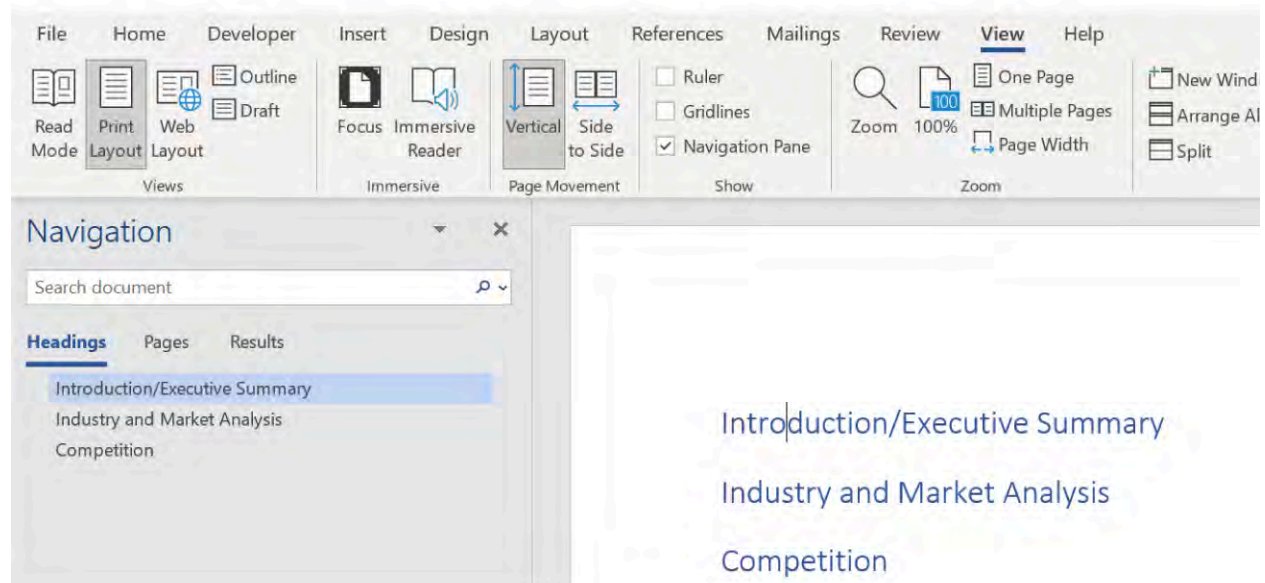 File Home Developer Insert Design Layout References Mailings Review View Help
Read Mode
Print Layout
Web Layout
Outline
Draft
Views
Focus
Immersive Reader
Immersive
Vertical
Side to Side
Page Movement
Ruler
Gridlines
Navigation Pane
Show
Zoom
100
100%
One Page
Multiple Pages
Page Width
Zoom
New Wind
Arrange Al
Split
Navigation
Search document
Headings Pages Results
Introduction/Executive Summary
Industry and Market Analysis
Competition
Introduction/Executive Summary
Industry and Market Analysis
Competition